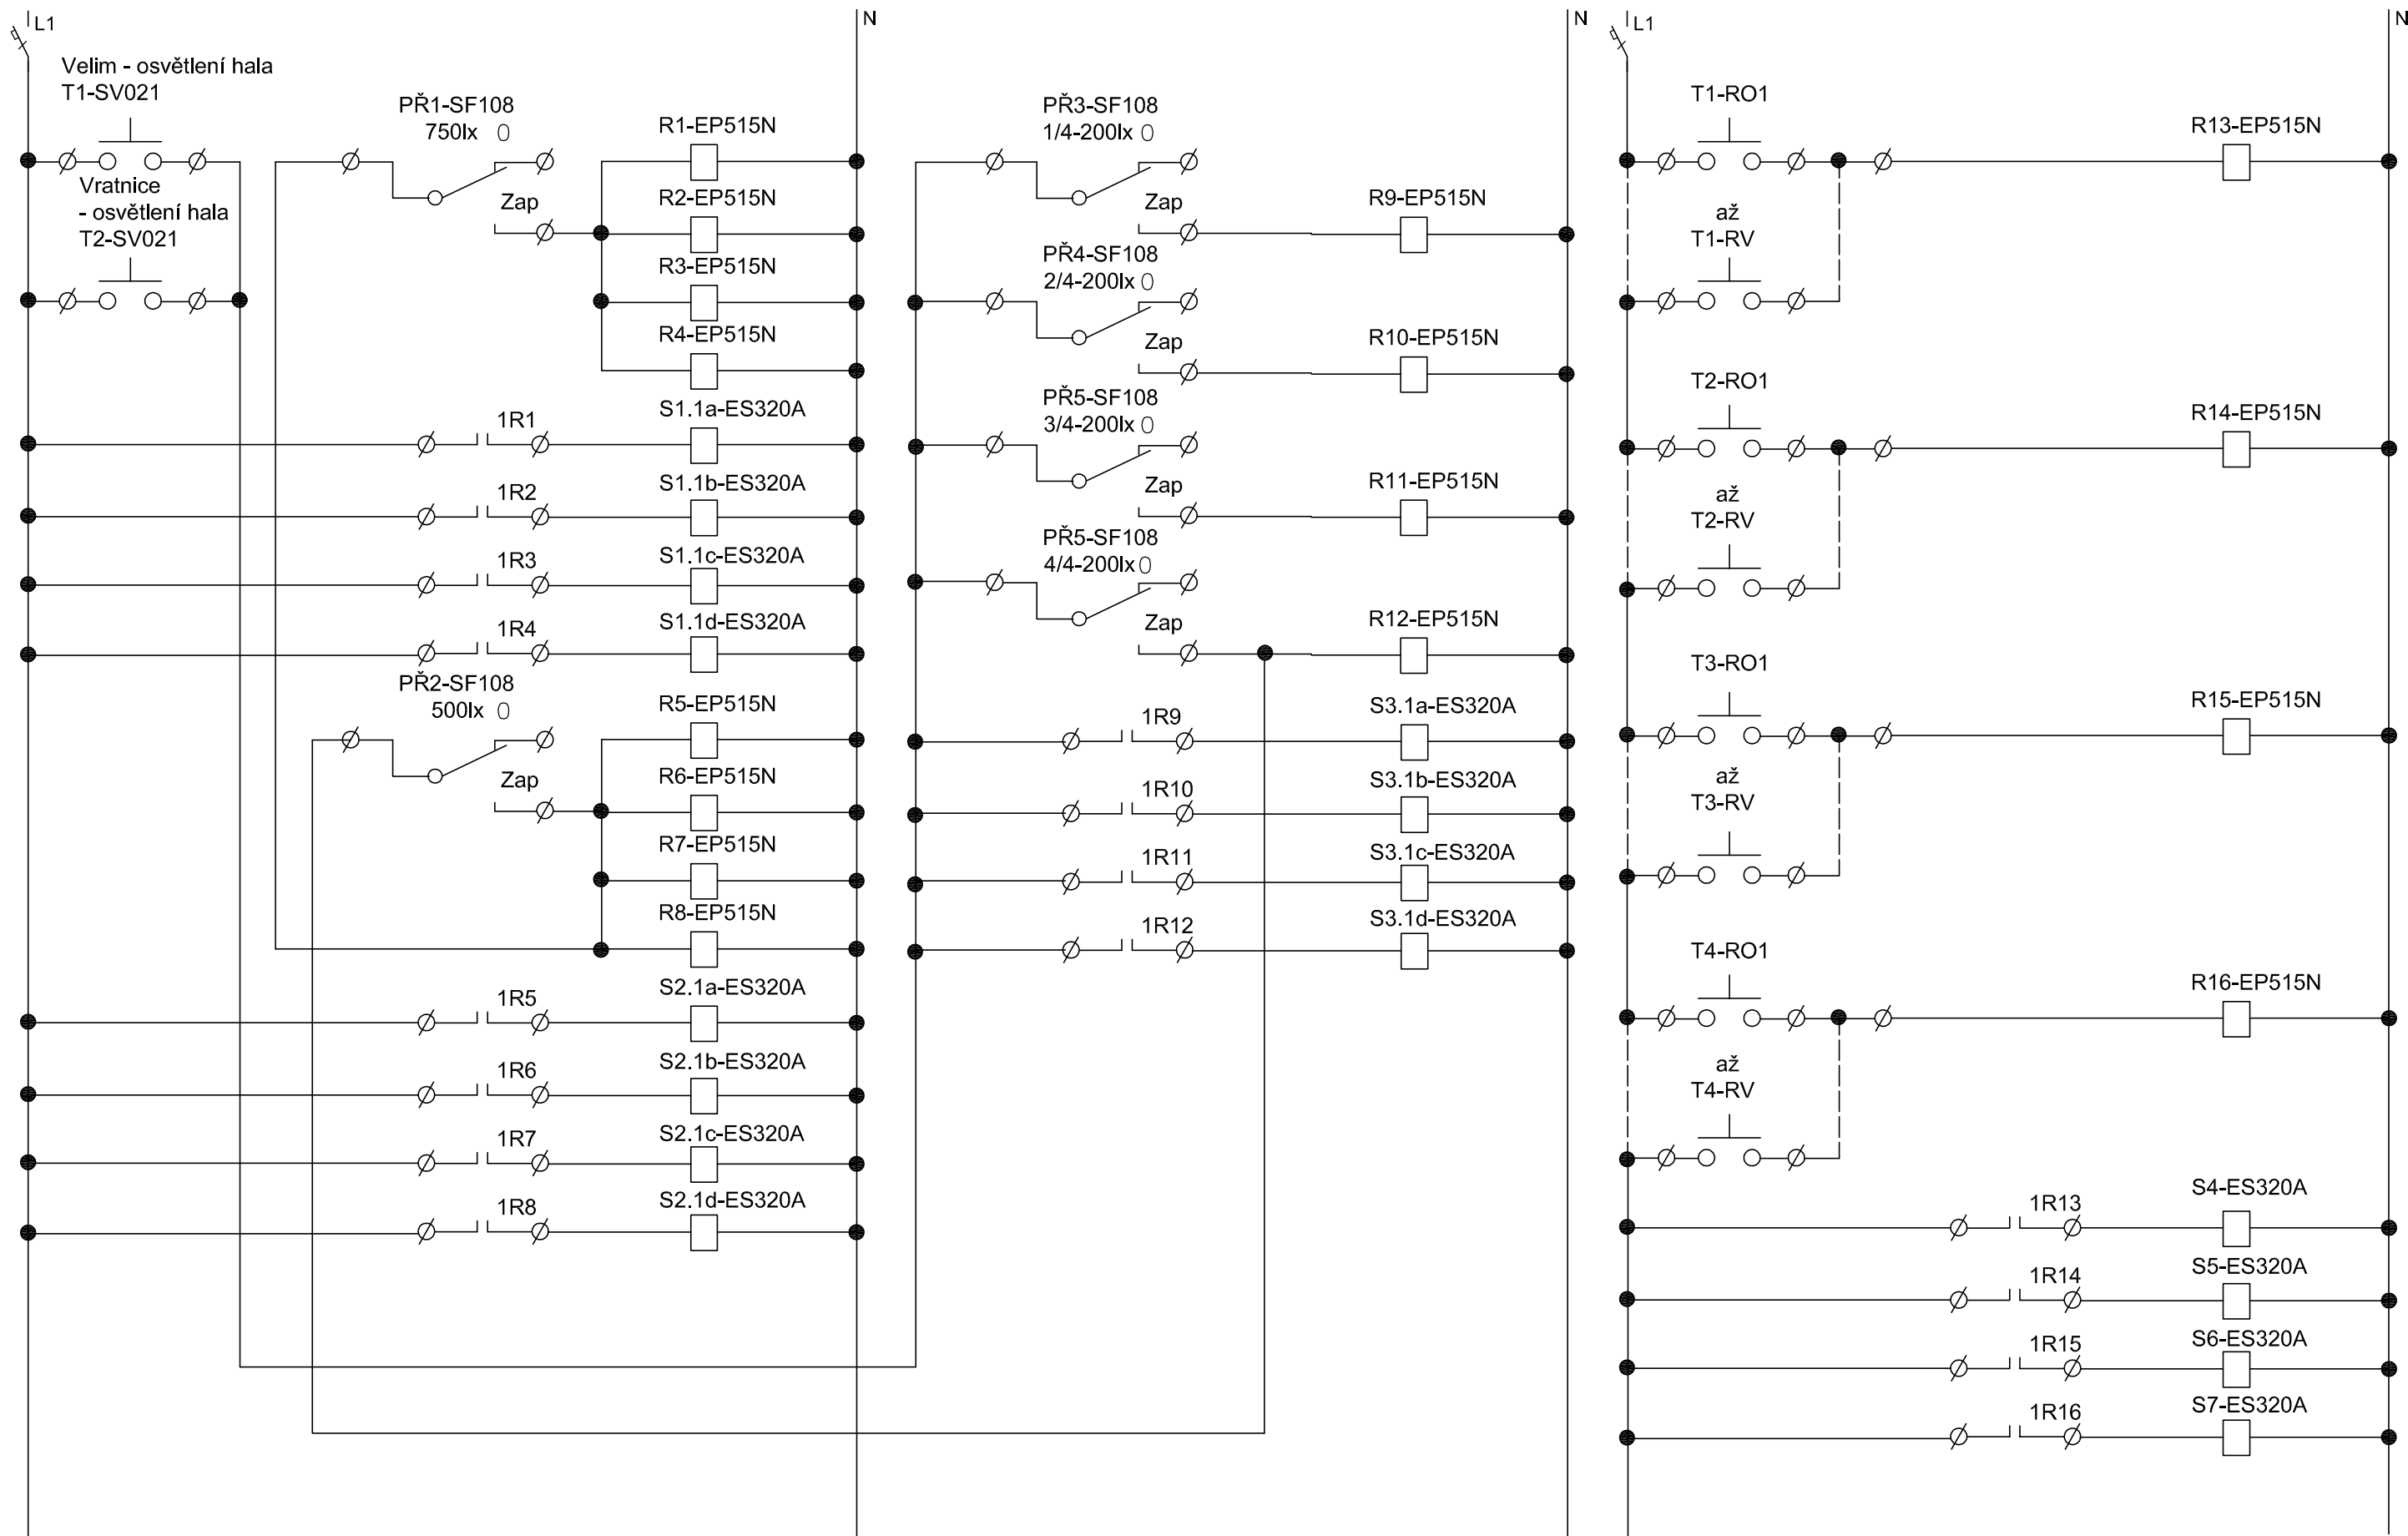 L1
Velim - osvětlení hala
T1-SV021
Vratnice
- osvětlení hala
T2-SV021
PŘ1-SF108
750lx 0
Zap
R1-EP515N
R2-EP515N
R3-EP515N
R4-EP515N
1R1
S1.1a-ES320A
1R2
S1.1b-ES320A
1R3
S1.1c-ES320A
1R4
S1.1d-ES320A
PŘ2-SF108
500lx 0
Zap
R5-EP515N
R6-EP515N
R7-EP515N
R8-EP515N
1R5
S2.1a-ES320A
1R6
S2.1b-ES320A
1R7
S2.1c-ES320A
1R8
S2.1d-ES320A
N
PŘ3-SF108
1/4-200lx 0
Zap
R9-EP515N
PŘ4-SF108
2/4-200lx 0
Zap
R10-EP515N
PŘ5-SF108
3/4-200lx 0
Zap
R11-EP515N
PŘ5-SF108
4/4-200lx 0
Zap
R12-EP515N
1R9
S3.1a-ES320A
1R10
S3.1b-ES320A
1R11
S3.1c-ES320A
1R12
S3.1d-ES320A
N
L1
T1-RO1
až
T1-RV
R13-EP515N
T2-RO1
až
T2-RV
R14-EP515N
T3-RO1
až
T3-RV
R15-EP515N
T4-RO1
až
T4-RV
R16-EP515N
1R13
S4-ES320A
1R14
S5-ES320A
1R15
S6-ES320A
1R16
S7-ES320A
N